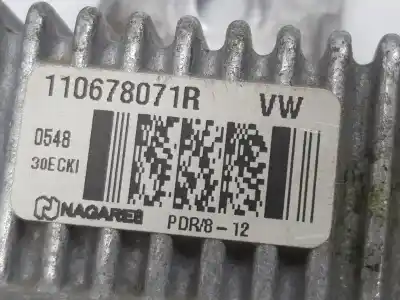 110678071R VW
0548
30ECKI
NAGARES
PDR/8-12